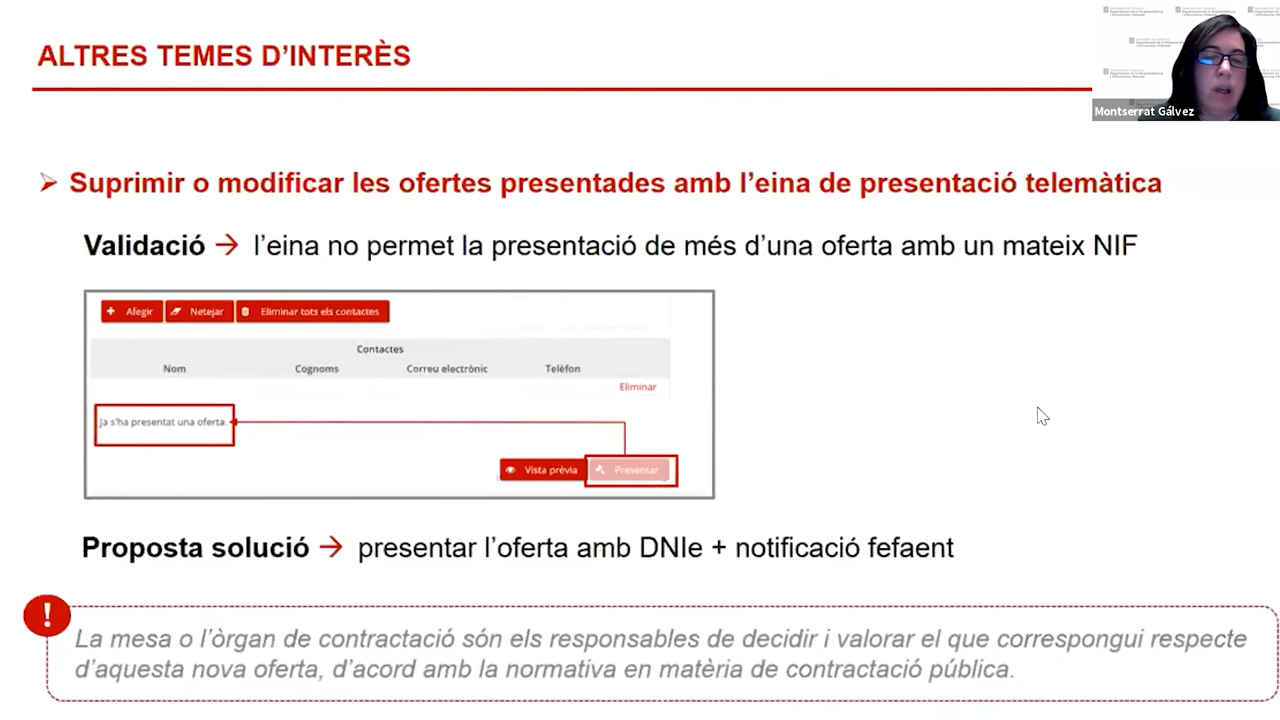 ALTRES TEMES D'INTERÈS
Montserrat Gálvez
Suprimir o modificar les ofertes presentades amb l'eina de presentació telemàtica
Validació → l'eina no permet la presentació de més d'una oferta amb un mateix NIF
Afegir Netejar Eliminar tots els contactes
Contactes
Nom Cognoms Correu electrònic Telèfon
Eliminar
Ja s'ha presentat una oferta.
Vista prèvia Presentar
Proposta solució → presentar l'oferta amb DNIe + notificació fefaent
!
La mesa o l'òrgan de contractació són els responsables de decidir i valorar el que correspongui respecte
d'aquesta nova oferta, d'acord amb la normativa en matèria de contractació pública.